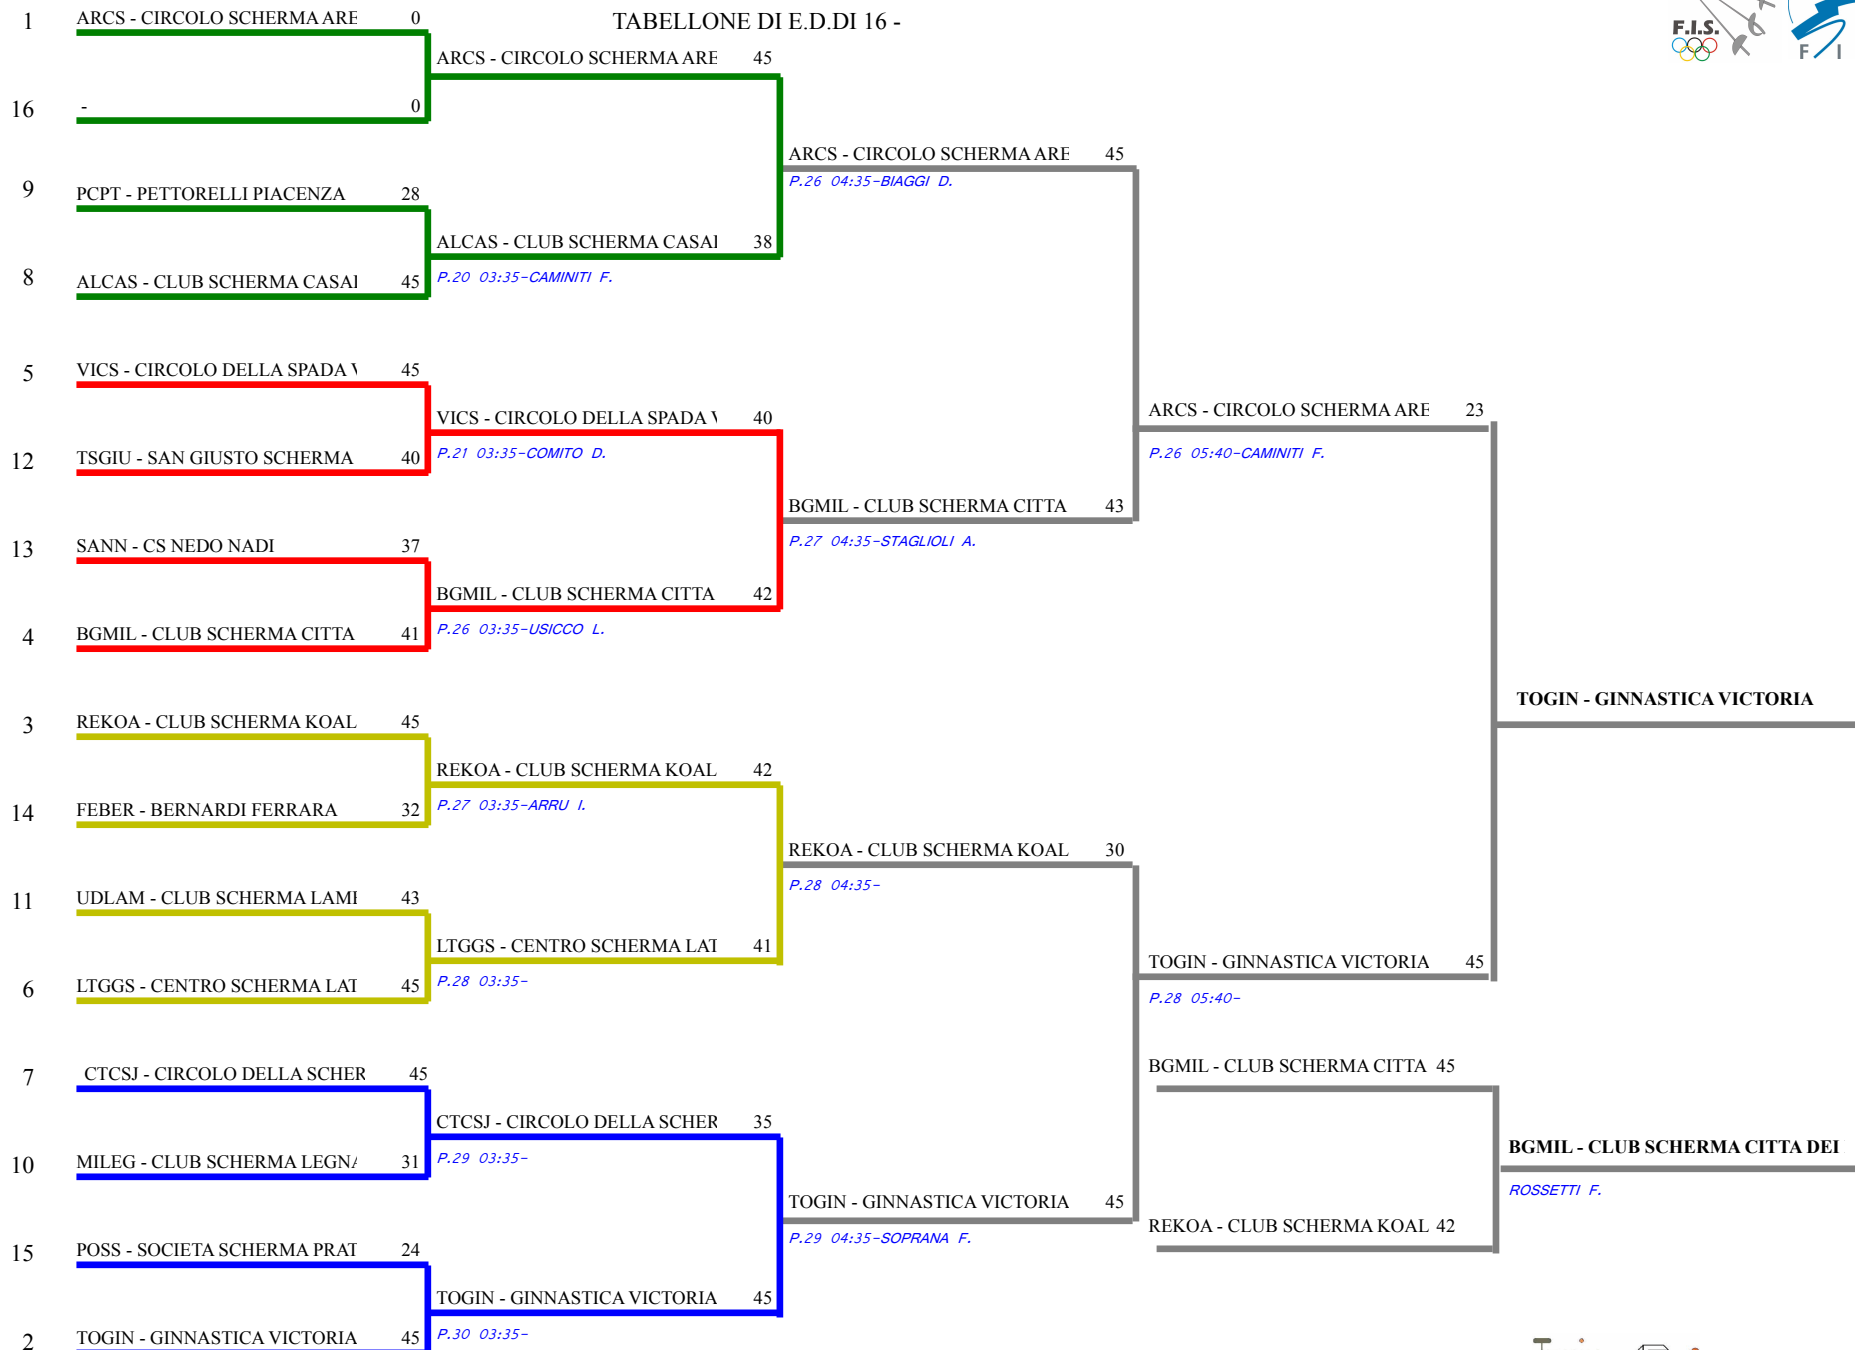 TABELLONE DI E.D.DI 16 -
F.I.S.
F I
1 ARCS - CIRCOLO SCHERMA ARE 0
16 - 0
9 PCPT - PETTORELLI PIACENZA 28
8 ALCAS - CLUB SCHERMA CASAI 45
5 VICS - CIRCOLO DELLA SPADA V 45
12 TSGIU - SAN GIUSTO SCHERMA 40
13 SANN - CS NEDO NADI 37
4 BGMIL - CLUB SCHERMA CITTA 41
3 REKOA - CLUB SCHERMA KOAL 45
14 FEBER - BERNARDI FERRARA 32
11 UDLAM - CLUB SCHERMA LAMI 43
6 LTGGS - CENTRO SCHERMA LAT 45
7 CTCSJ - CIRCOLO DELLA SCHER 45
10 MILEG - CLUB SCHERMA LEGNA 31
15 POSS - SOCIETA SCHERMA PRAT 24
2 TOGIN - GINNASTICA VICTORIA 45
ARCS - CIRCOLO SCHERMA ARE 45
ALCAS - CLUB SCHERMA CASAI 38
P.20 03:35-CAMINITI F.
VICS - CIRCOLO DELLA SPADA V 40
P.21 03:35-COMITO D.
BGMIL - CLUB SCHERMA CITTA 42
P.26 03:35-USICCO L.
REKOA - CLUB SCHERMA KOAL 42
P.27 03:35-ARRU I.
LTGGS - CENTRO SCHERMA LAT 41
P.28 03:35-
CTCSJ - CIRCOLO DELLA SCHER 35
P.29 03:35-
TOGIN - GINNASTICA VICTORIA 45
P.30 03:35-
ARCS - CIRCOLO SCHERMA ARE 45
P.26 04:35-BIAGGI D.
BGMIL - CLUB SCHERMA CITTA 43
P.27 04:35-STAGLIOLI A.
REKOA - CLUB SCHERMA KOAL 30
P.28 04:35-
TOGIN - GINNASTICA VICTORIA 45
P.29 04:35-SOPRANA F.
ARCS - CIRCOLO SCHERMA ARE 23
P.26 05:40-CAMINITI F.
TOGIN - GINNASTICA VICTORIA 45
P.28 05:40-
BGMIL - CLUB SCHERMA CITTA 45
REKOA - CLUB SCHERMA KOAL 42
TOGIN - GINNASTICA VICTORIA
BGMIL - CLUB SCHERMA CITTA DEI
ROSSETTI F.